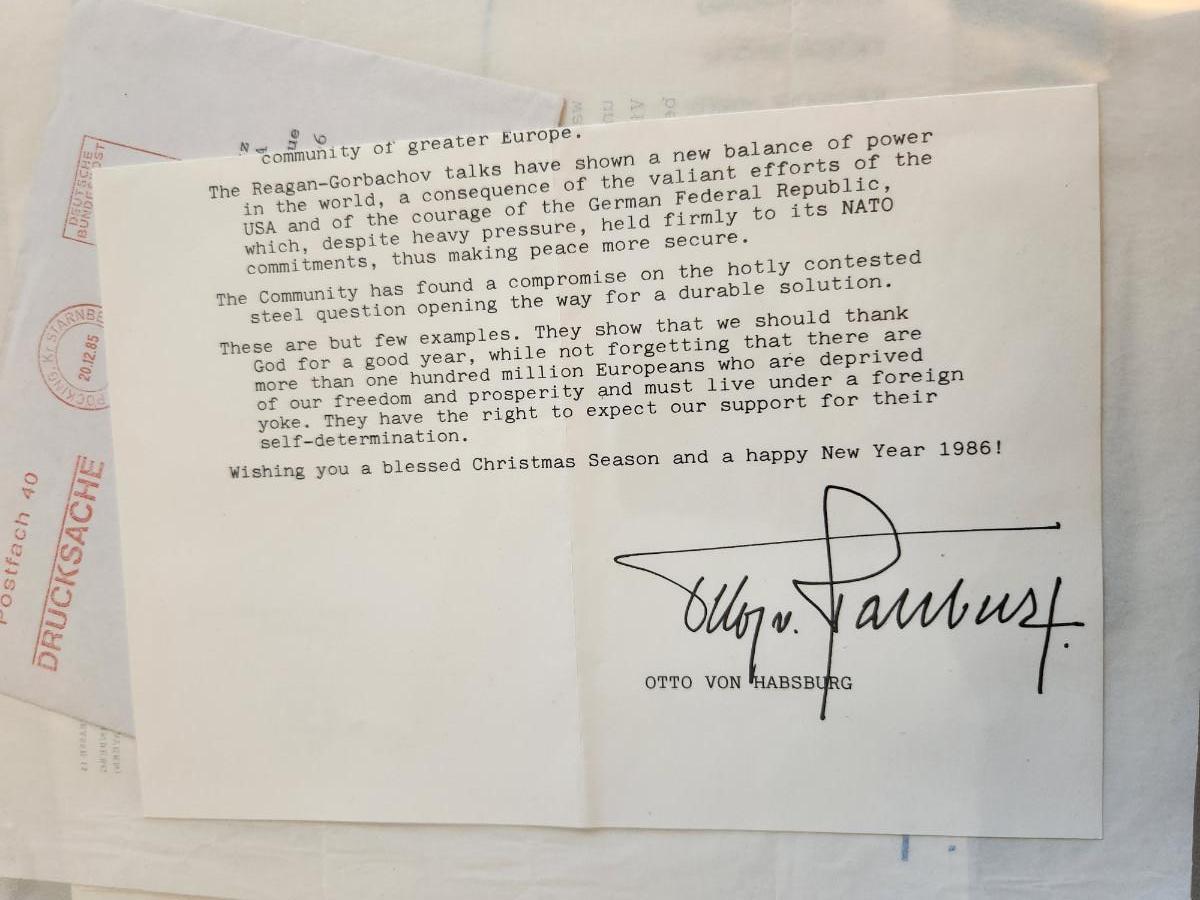 community of greater Europe.
The Reagan-Gorbachov talks have shown a new balance of power
in the world, a consequence of the valiant efforts of the
USA and of the courage of the German Federal Republic,
which, despite heavy pressure, held firmly to its NATO
commitments, thus making peace more secure.
The Community has found a compromise on the hotly contested
steel question opening the way for a durable solution.
These are but few examples. They show that we should thank
God for a good year, while not forgetting that there are
more than one hundred million Europeans who are deprived
of our freedom and prosperity and must live under a foreign
yoke. They have the right to expect our support for their
self-determination.
Wishing you a blessed Christmas Season and a happy New Year 1986!
Otto v. Habsburg.
OTTO VON HABSBURG
DEUTSCHE
BUNDESPOST
PÖCKING, Kr STARNBE
20.12.85
Postfach 40
DRUCKSACHE